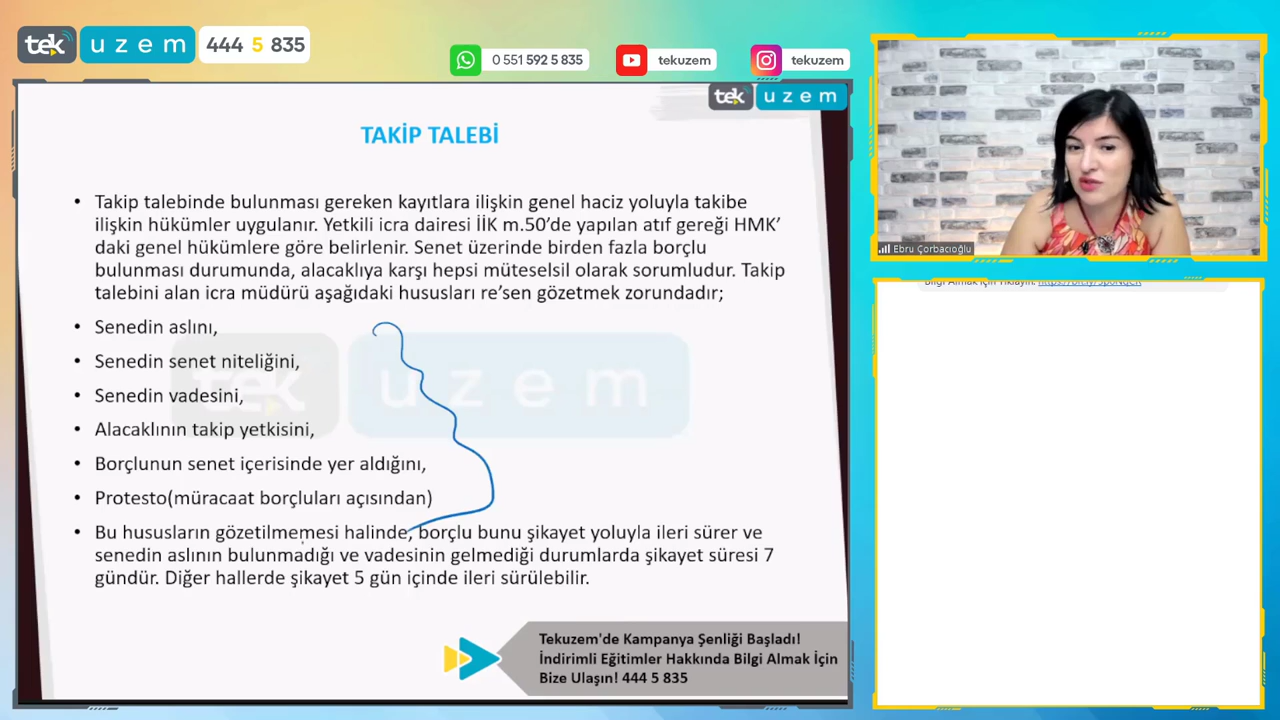 tek uzem 444 5 835
0 551 592 5 835
tekuzem
tekuzem
tek uzem
TAKİP TALEBİ
• Takip talebinde bulunması gereken kayıtlara ilişkin genel haciz yoluyla takibe
ilişkin hükümler uygulanır. Yetkili icra dairesi İİK m.50’de yapılan atıf gereği HMK’
daki genel hükümlere göre belirlenir. Senet üzerinde birden fazla borçlu
bulunması durumunda, alacaklıya karşı hepsi müteselsil olarak sorumludur. Takip
talebini alan icra müdürü aşağıdaki hususları re’sen gözetmek zorundadır;
• Senedin aslını,
• Senedin senet niteliğini,
• Senedin vadesini,
• Alacaklının takip yetkisini,
• Borçlunun senet içerisinde yer aldığını,
• Protesto(müracaat borçluları açısından)
• Bu hususların gözetilmemesi halinde, borçlu bunu şikayet yoluyla ileri sürer ve
senedin aslının bulunmadığı ve vadesinin gelmediği durumlarda şikayet süresi 7
gündür. Diğer hallerde şikayet 5 gün içinde ileri sürülebilir.
tek uzem
Tekuzem'de Kampanya Şenliği Başladı!
İndirimli Eğitimler Hakkında Bilgi Almak İçin
Bize Ulaşın! 444 5 835
Ebru Çorbacıoğlu
Bilgi Almak İçin Tıklayın: